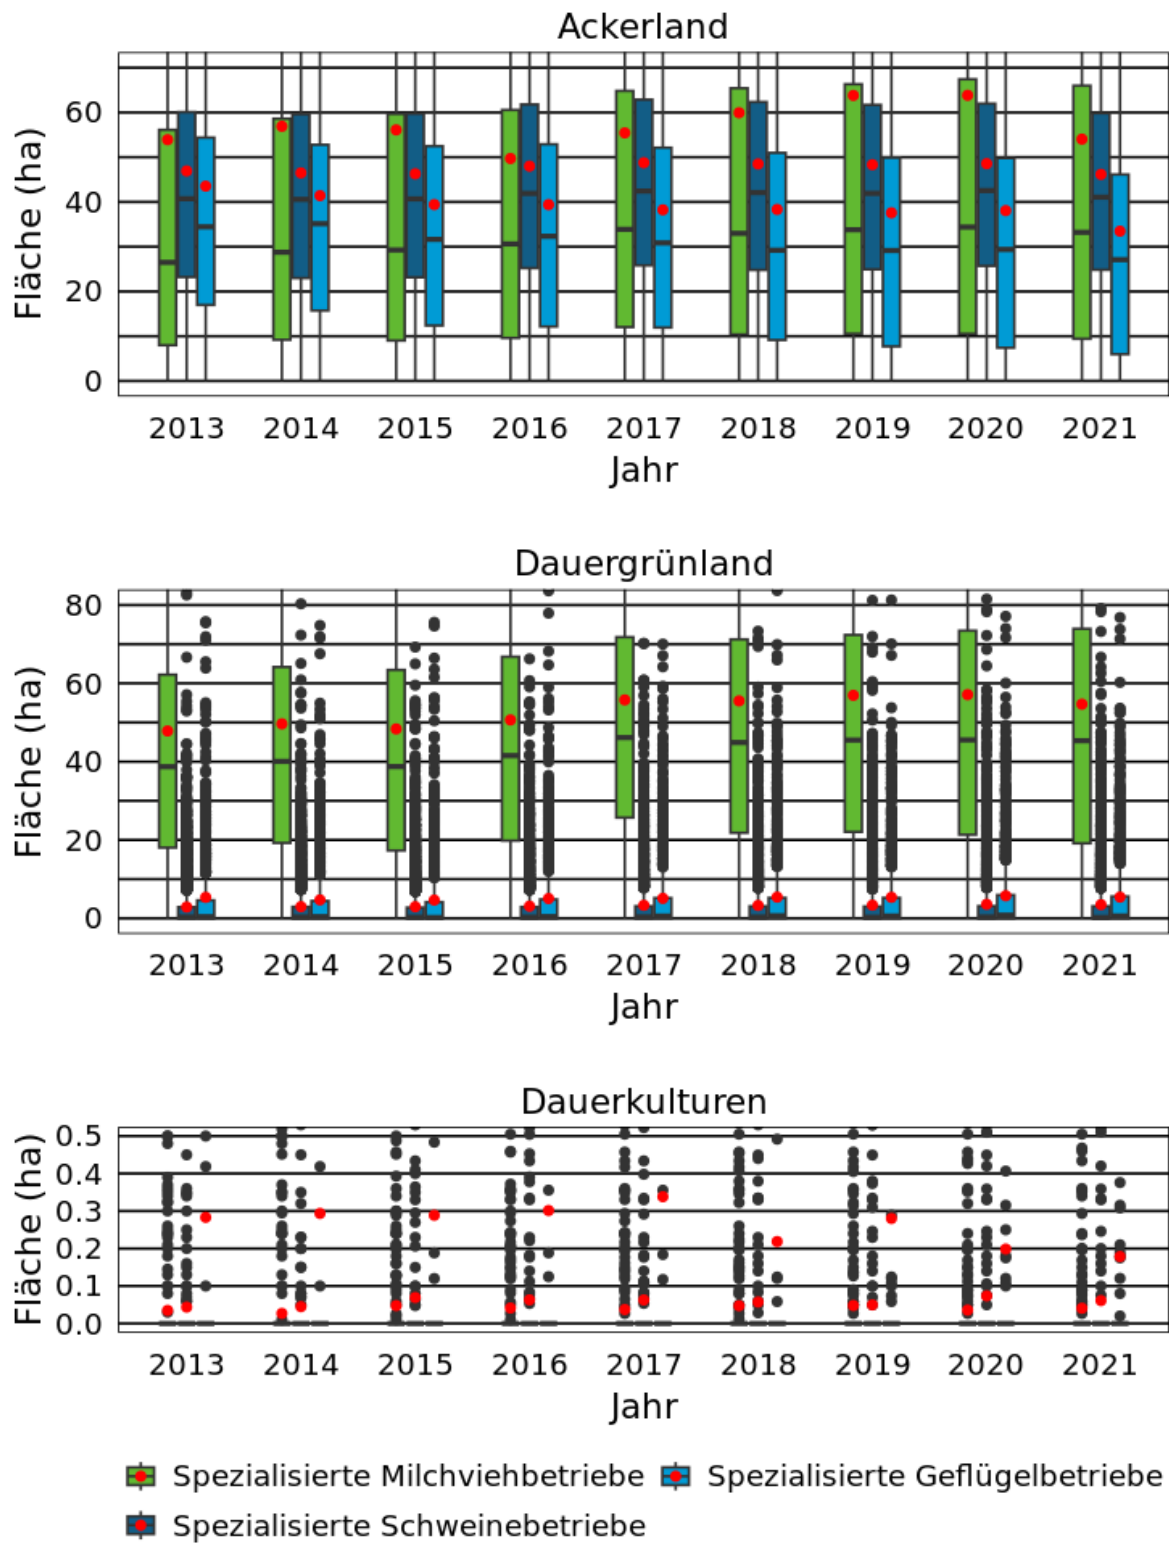 Ackerland
Fläche (ha)
60
40
20
0
2013 2014 2015 2016 2017 2018 2019 2020 2021
Jahr
Dauergrünland
Fläche (ha)
80
60
40
20
0
2013 2014 2015 2016 2017 2018 2019 2020 2021
Jahr
Dauerkulturen
Fläche (ha)
0.5
0.4
0.3
0.2
0.1
0.0
2013 2014 2015 2016 2017 2018 2019 2020 2021
Jahr
Spezialisierte Milchviehbetriebe Spezialisierte Geflügelbetriebe
Spezialisierte Schweinebetriebe